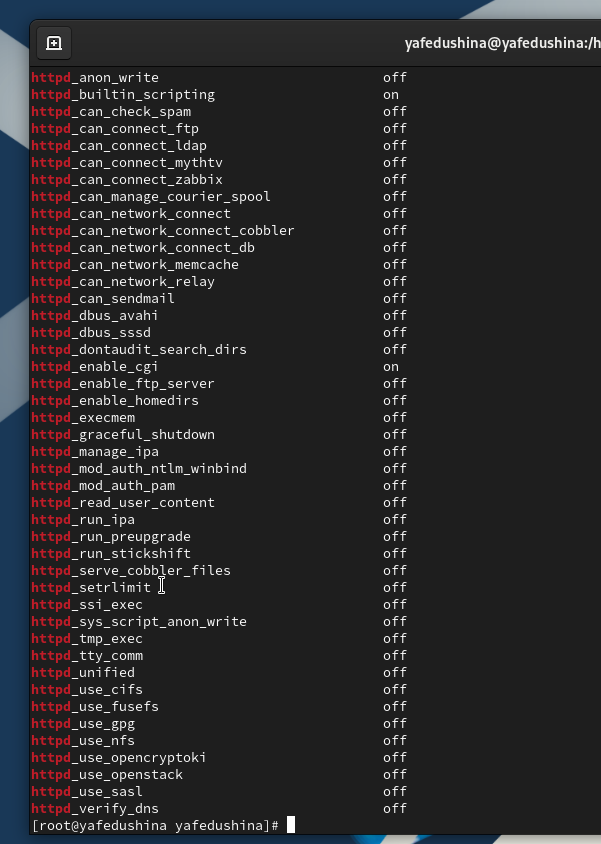 yafedushina@yafedushina:/h
httpd_anon_write off
httpd_builtin_scripting on
httpd_can_check_spam off
httpd_can_connect_ftp off
httpd_can_connect_ldap off
httpd_can_connect_mythtv off
httpd_can_connect_zabbix off
httpd_can_manage_courier_spool off
httpd_can_network_connect off
httpd_can_network_connect_cobbler off
httpd_can_network_connect_db off
httpd_can_network_memcache off
httpd_can_network_relay off
httpd_can_sendmail off
httpd_dbus_avahi off
httpd_dbus_sssd off
httpd_dontaudit_search_dirs off
httpd_enable_cgi on
httpd_enable_ftp_server off
httpd_enable_homedirs off
httpd_execmem off
httpd_graceful_shutdown off
httpd_manage_ipa off
httpd_mod_auth_ntlm_winbind off
httpd_mod_auth_pam off
httpd_read_user_content off
httpd_run_ipa off
httpd_run_preupgrade off
httpd_run_stickshift off
httpd_serve_cobbler_files off
httpd_setrlimit off
httpd_ssi_exec off
httpd_sys_script_anon_write off
httpd_tmp_exec off
httpd_tty_comm off
httpd_unified off
httpd_use_cifs off
httpd_use_fusefs off
httpd_use_gpg off
httpd_use_nfs off
httpd_use_opencryptoki off
httpd_use_openstack off
httpd_use_sasl off
httpd_verify_dns off
[root@yafedushina yafedushina]#